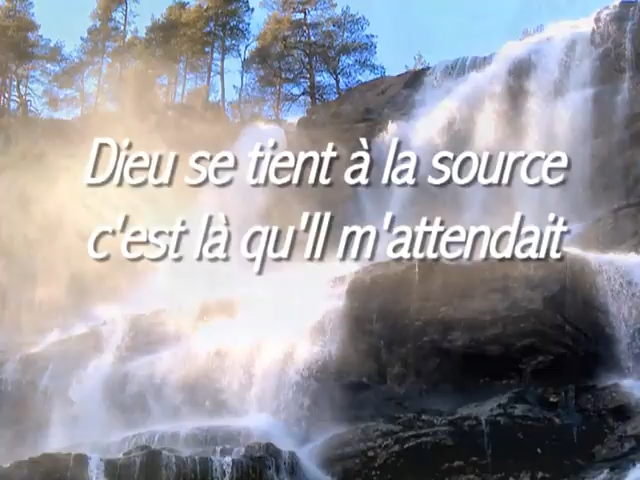 Dieu se tient à la source
c'est là qu'Il m'attendait